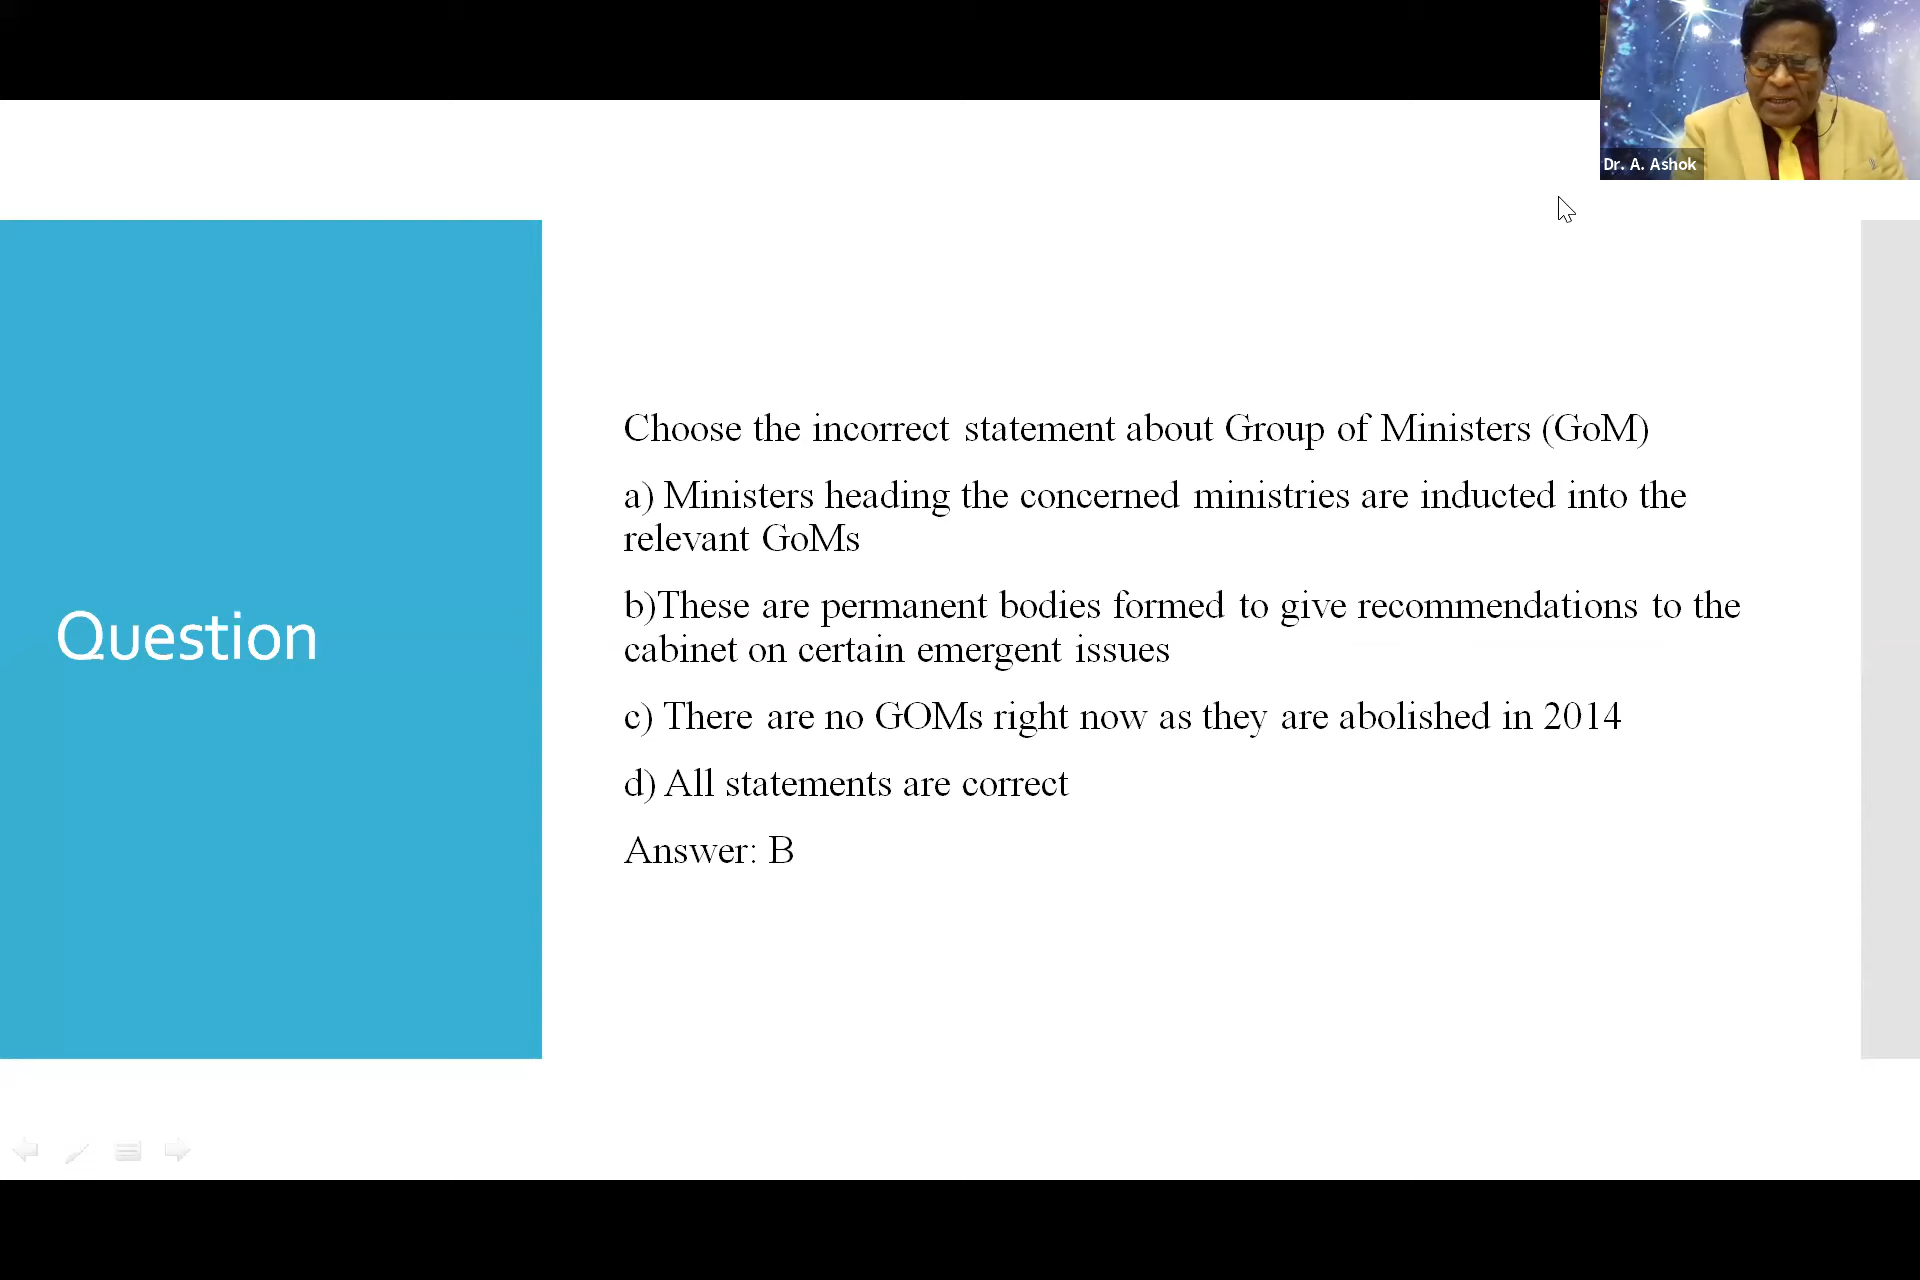 Dr. A. Ashok
Question
Choose the incorrect statement about Group of Ministers (GoM)
a) Ministers heading the concerned ministries are inducted into the
relevant GoMs
b)These are permanent bodies formed to give recommendations to the
cabinet on certain emergent issues
c) There are no GOMs right now as they are abolished in 2014
d) All statements are correct
Answer: B